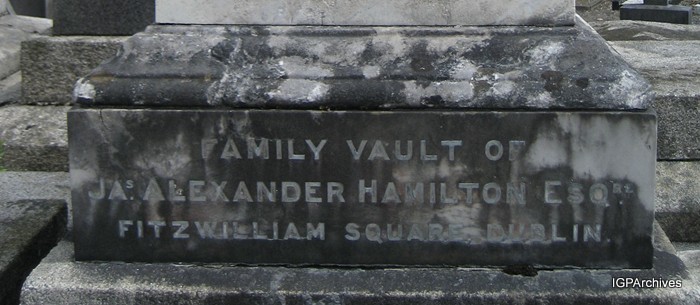 FAMILY VAULT OF
JAS. ALEXANDER HAMILTON ESQRE
FITZWILLIAM SQUARE, DUBLIN
IGPArchives